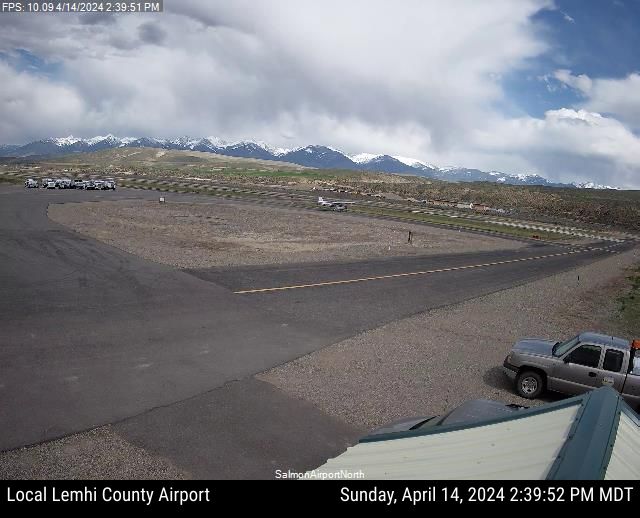 FPS: 10.09 4/14/2024 2:39:51 PM
SalmonAirportNorth
Local Lemhi County Airport
Sunday, April 14, 2024 2:39:52 PM MDT